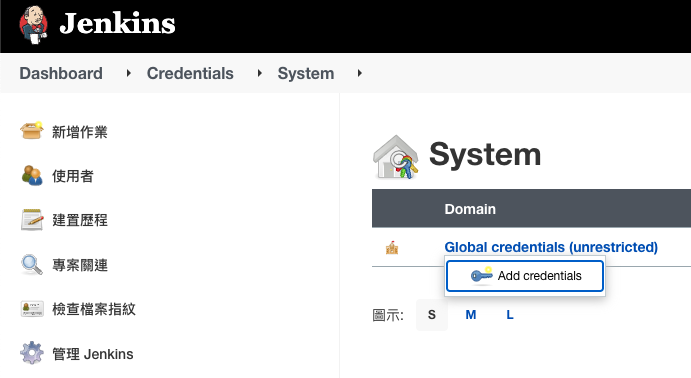 Jenkins
Dashboard Credentials System
新增作業
使用者
建置歷程
專案關連
檢查檔案指紋
管理 Jenkins
System
Domain
Global credentials (unrestricted)
Add credentials
圖示: S M L